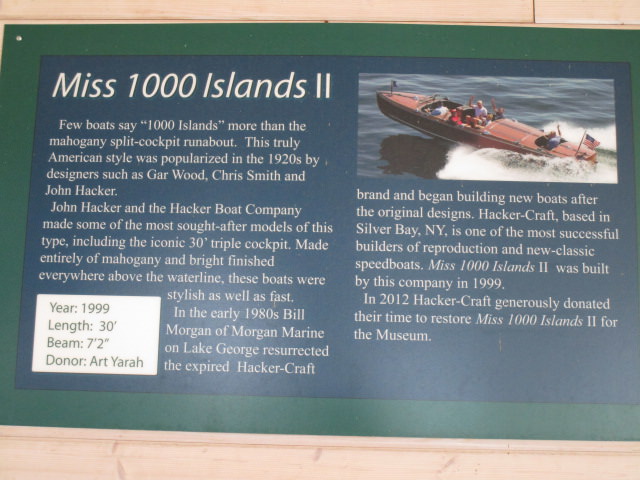 Miss 1000 Islands II
Few boats say “1000 Islands” more than the
mahogany split-cockpit runabout. This truly
American style was popularized in the 1920s by
designers such as Gar Wood, Chris Smith and
John Hacker.
John Hacker and the Hacker Boat Company
made some of the most sought-after models of this
type, including the iconic 30’ triple cockpit. Made
entirely of mahogany and bright finished
everywhere above the waterline, these boats were
stylish as well as fast.
In the early 1980s Bill
Morgan of Morgan Marine
on Lake George resurrected
the expired Hacker-Craft
Year: 1999
Length: 30’
Beam: 7’2”
Donor: Art Yarah
brand and began building new boats after
the original designs. Hacker-Craft, based in
Silver Bay, NY, is one of the most successful
builders of reproduction and new-classic
speedboats. Miss 1000 Islands II was built
by this company in 1999.
In 2012 Hacker-Craft generously donated
their time to restore Miss 1000 Islands II for
the Museum.